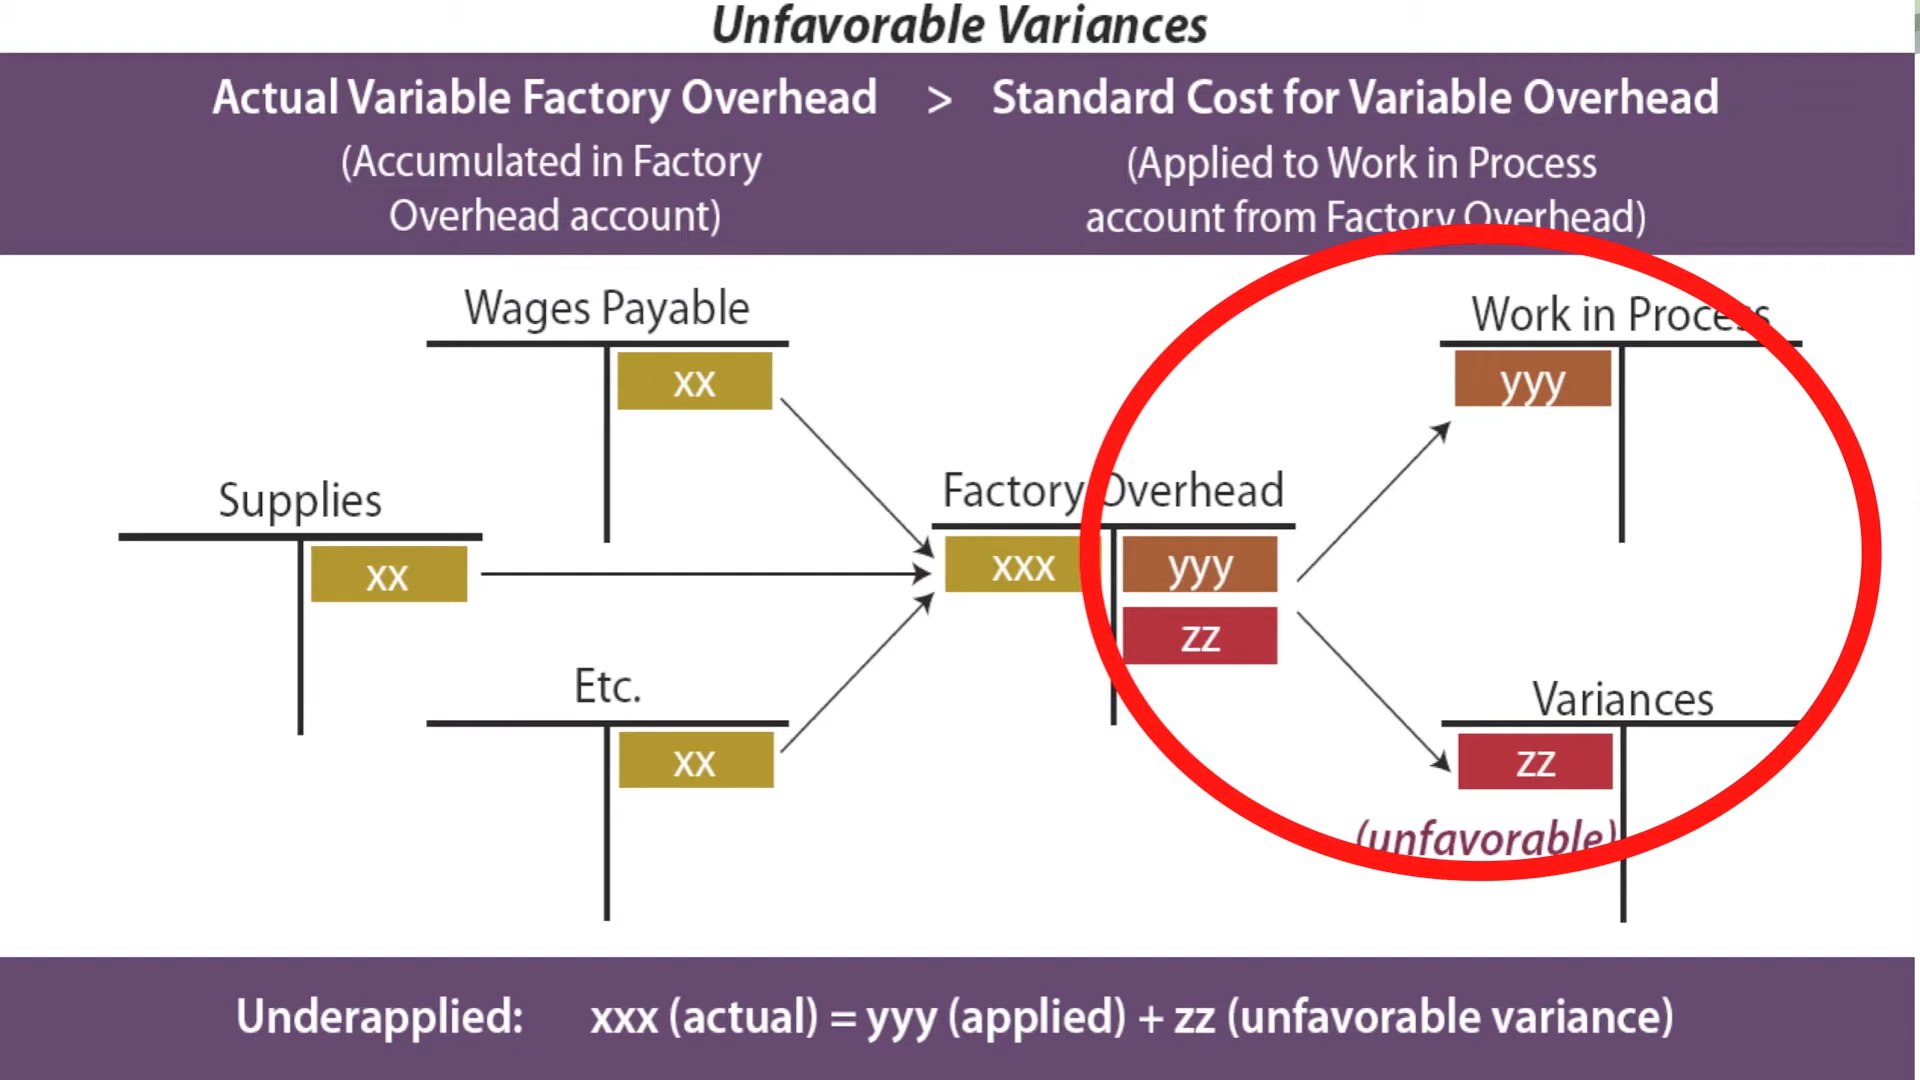 Unfavorable Variances
Actual Variable Factory Overhead > Standard Cost for Variable Overhead
(Accumulated in Factory
Overhead account)
(Applied to Work in Process
account from Factory Overhead)
Wages Payable
xx
Supplies
xx
Etc.
xx
Factory Overhead
xxx
yyy
zz
Work in Process
yyy
Variances
zz
(unfavorable)
Underapplied: xxx (actual) = yyy (applied) + zz (unfavorable variance)